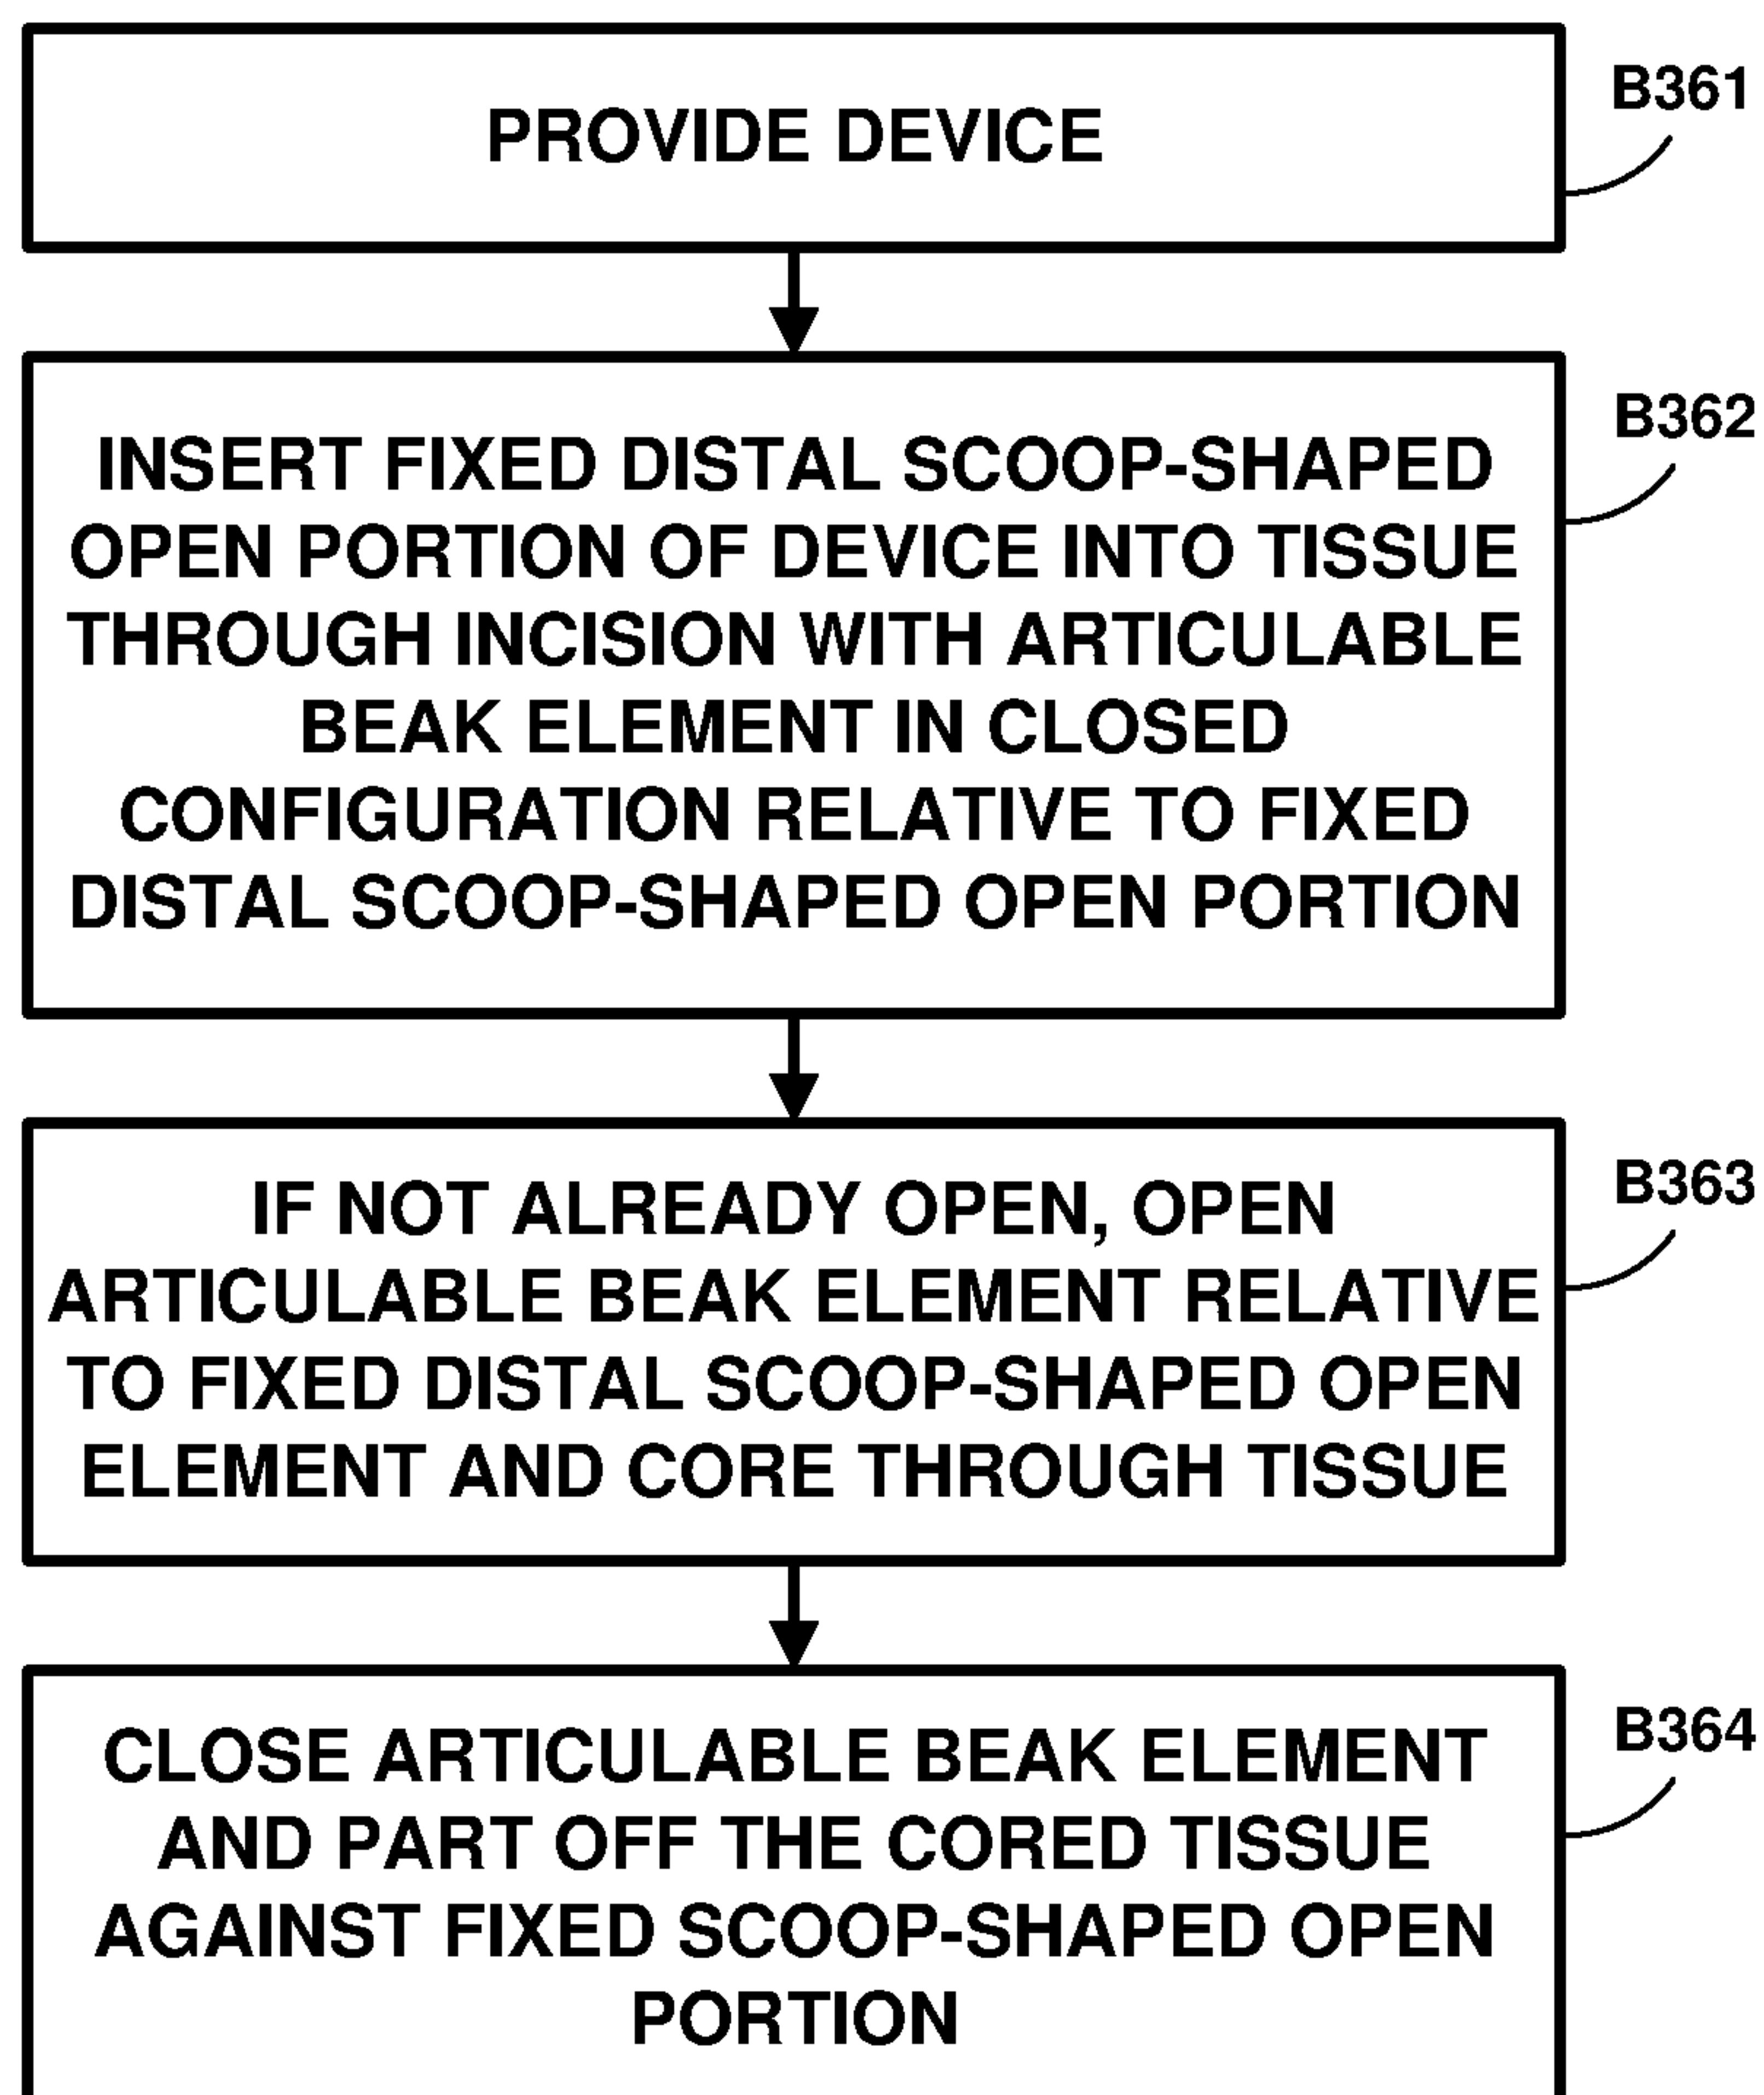 PROVIDE DEVICE
B361
INSERT FIXED DISTAL SCOOP-SHAPED
OPEN PORTION OF DEVICE INTO TISSUE
THROUGH INCISION WITH ARTICULABLE
BEAK ELEMENT IN CLOSED
CONFIGURATION RELATIVE TO FIXED
DISTAL SCOOP-SHAPED OPEN PORTION
B362
IF NOT ALREADY OPEN, OPEN
ARTICULABLE BEAK ELEMENT RELATIVE
TO FIXED DISTAL SCOOP-SHAPED OPEN
ELEMENT AND CORE THROUGH TISSUE
B363
CLOSE ARTICULABLE BEAK ELEMENT
AND PART OFF THE CORED TISSUE
AGAINST FIXED SCOOP-SHAPED OPEN
PORTION
B364